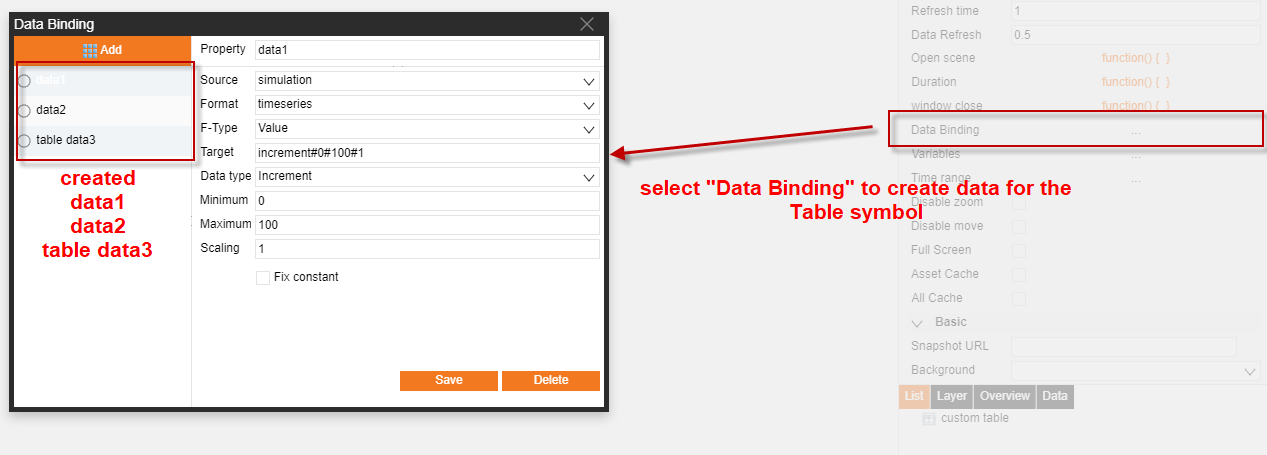 Data Binding
Add
data1
data2
table data3
created
data1
data2
table data3
Property data1
Source simulation
Format timeseries
F-Type Value
Target increment#0#100#1
Data type Increment
Minimum 0
Maximum 100
Scaling 1
Fix constant
Save Delete
select "Data Binding" to create data for the
Table symbol
Refresh time 1
Data Refresh 0.5
Open scene function() { }
Duration function() { }
window close function() { }
Data Binding ...
Variables ...
Time range ...
Disable zoom
Disable move
Full Screen
Asset Cache
All Cache
Basic
Snapshot URL
Background
List Layer Overview Data
custom table